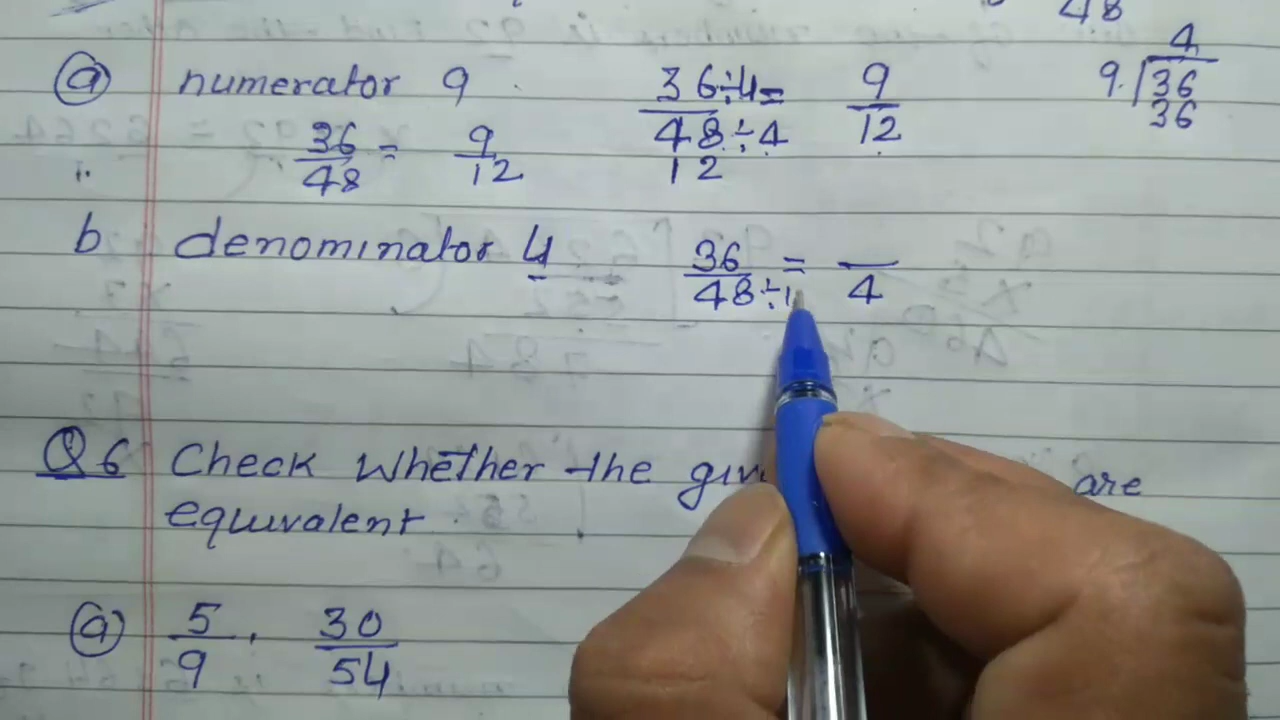 48
ⓐ numerator 9 36÷4= 9 4
48÷4 12 9.⟌36
36/48 = 9/12 12 36
b denominator 4 36/48÷1 = —/4
Q6 Check whether the are
equivalent
ⓐ 5/9 , 30/54